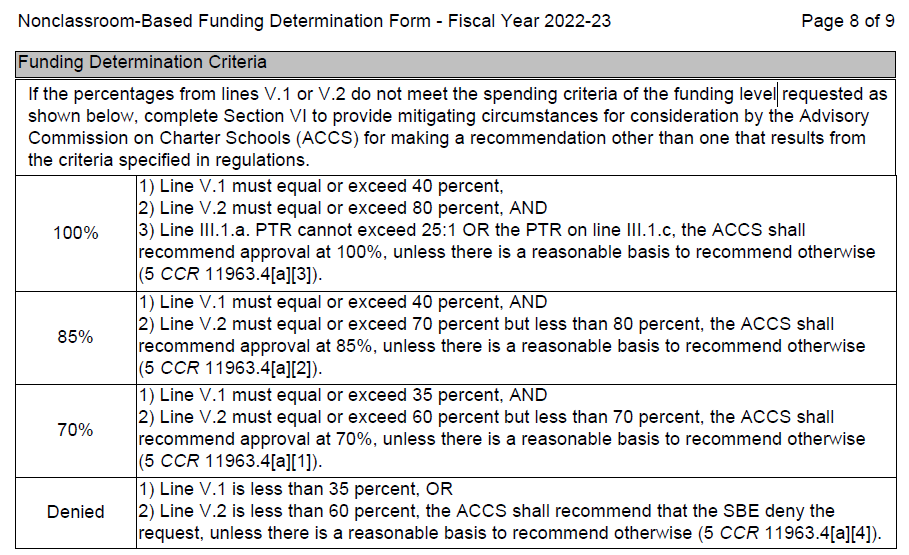 Nonclassroom-Based Funding Determination Form - Fiscal Year 2022-23 Page 8 of 9
Funding Determination Criteria
If the percentages from lines V.1 or V.2 do not meet the spending criteria of the funding level requested as
shown below, complete Section VI to provide mitigating circumstances for consideration by the Advisory
Commission on Charter Schools (ACCS) for making a recommendation other than one that results from
the criteria specified in regulations.
100%
1) Line V.1 must equal or exceed 40 percent,
2) Line V.2 must equal or exceed 80 percent, AND
3) Line III.1.a. PTR cannot exceed 25:1 OR the PTR on line III.1.c, the ACCS shall
recommend approval at 100%, unless there is a reasonable basis to recommend otherwise
(5 CCR 11963.4[a][3]).
85%
1) Line V.1 must equal or exceed 40 percent, AND
2) Line V.2 must equal or exceed 70 percent but less than 80 percent, the ACCS shall
recommend approval at 85%, unless there is a reasonable basis to recommend otherwise
(5 CCR 11963.4[a][2]).
70%
1) Line V.1 must equal or exceed 35 percent, AND
2) Line V.2 must equal or exceed 60 percent but less than 70 percent, the ACCS shall
recommend approval at 70%, unless there is a reasonable basis to recommend otherwise
(5 CCR 11963.4[a][1]).
Denied
1) Line V.1 is less than 35 percent, OR
2) Line V.2 is less than 60 percent, the ACCS shall recommend that the SBE deny the
request, unless there is a reasonable basis to recommend otherwise (5 CCR 11963.4[a][4]).